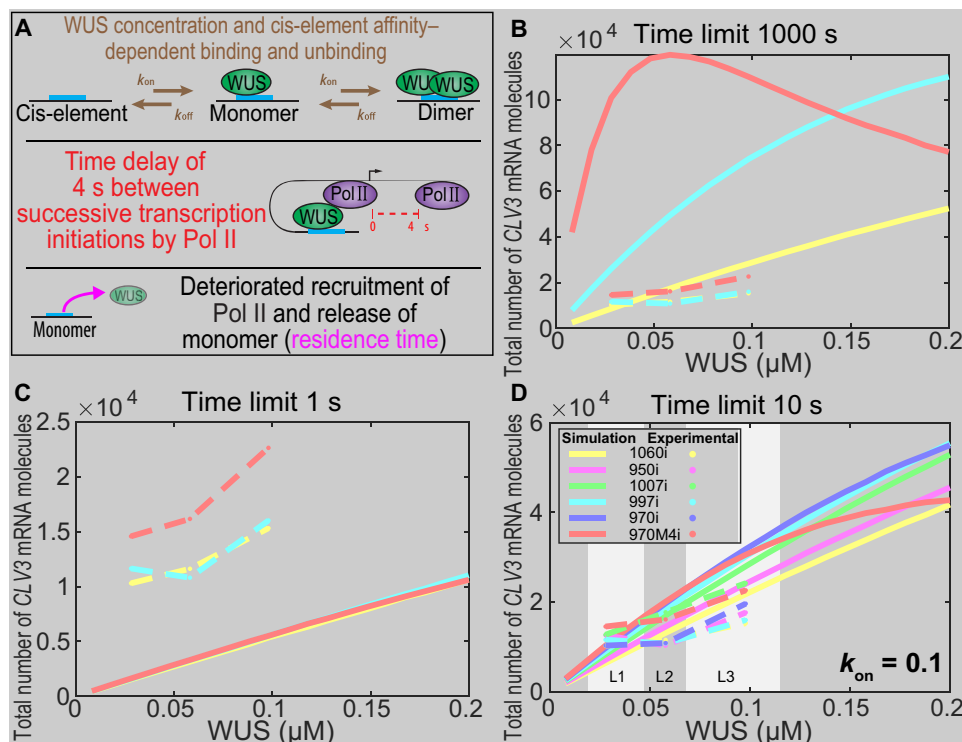 A
WUS concentration and cis-element affinity–
dependent binding and unbinding
kon
koff
kon
koff
WUS
WUS
WUS
Cis-element
Monomer
Dimer
Time delay of
4 s between
successive transcription
initiations by Pol II
Pol II
Pol II
WUS
0 4 s
WUS
Monomer
Deteriorated recruitment of
Pol II and release of
monomer (residence time)
B
Time limit 1000 s
×10^4
Total number of CLV3 mRNA molecules
10
8
6
4
2
0
0 0.05 0.1 0.15 0.2
WUS (µM)
C
Time limit 1 s
×10^4
Total number of CLV3 mRNA molecules
2.5
2
1.5
1
0.5
0
0 0.05 0.1 0.15 0.2
WUS (µM)
D
Time limit 10 s
×10^4
Total number of CLV3 mRNA molecules
6
4
2
0
Simulation Experimental
1060i
950i
1007i
997i
970i
970M4i
L1 L2 L3
kon = 0.1
0 0.05 0.1 0.15 0.2
WUS (µM)